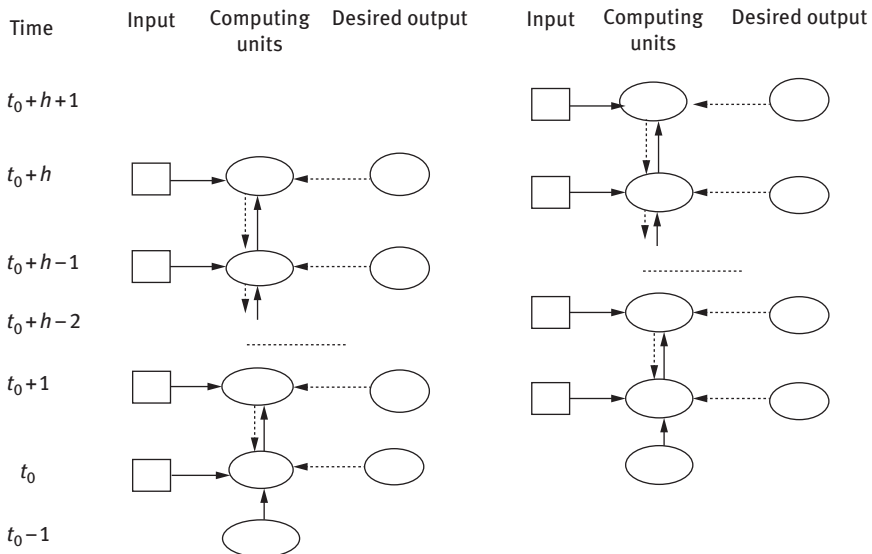 Time Input Computing units Desired output
Input Computing units Desired output
t₀+h+1
t₀+h
t₀+h−1
t₀+h−2
t₀+1
t₀
t₀−1